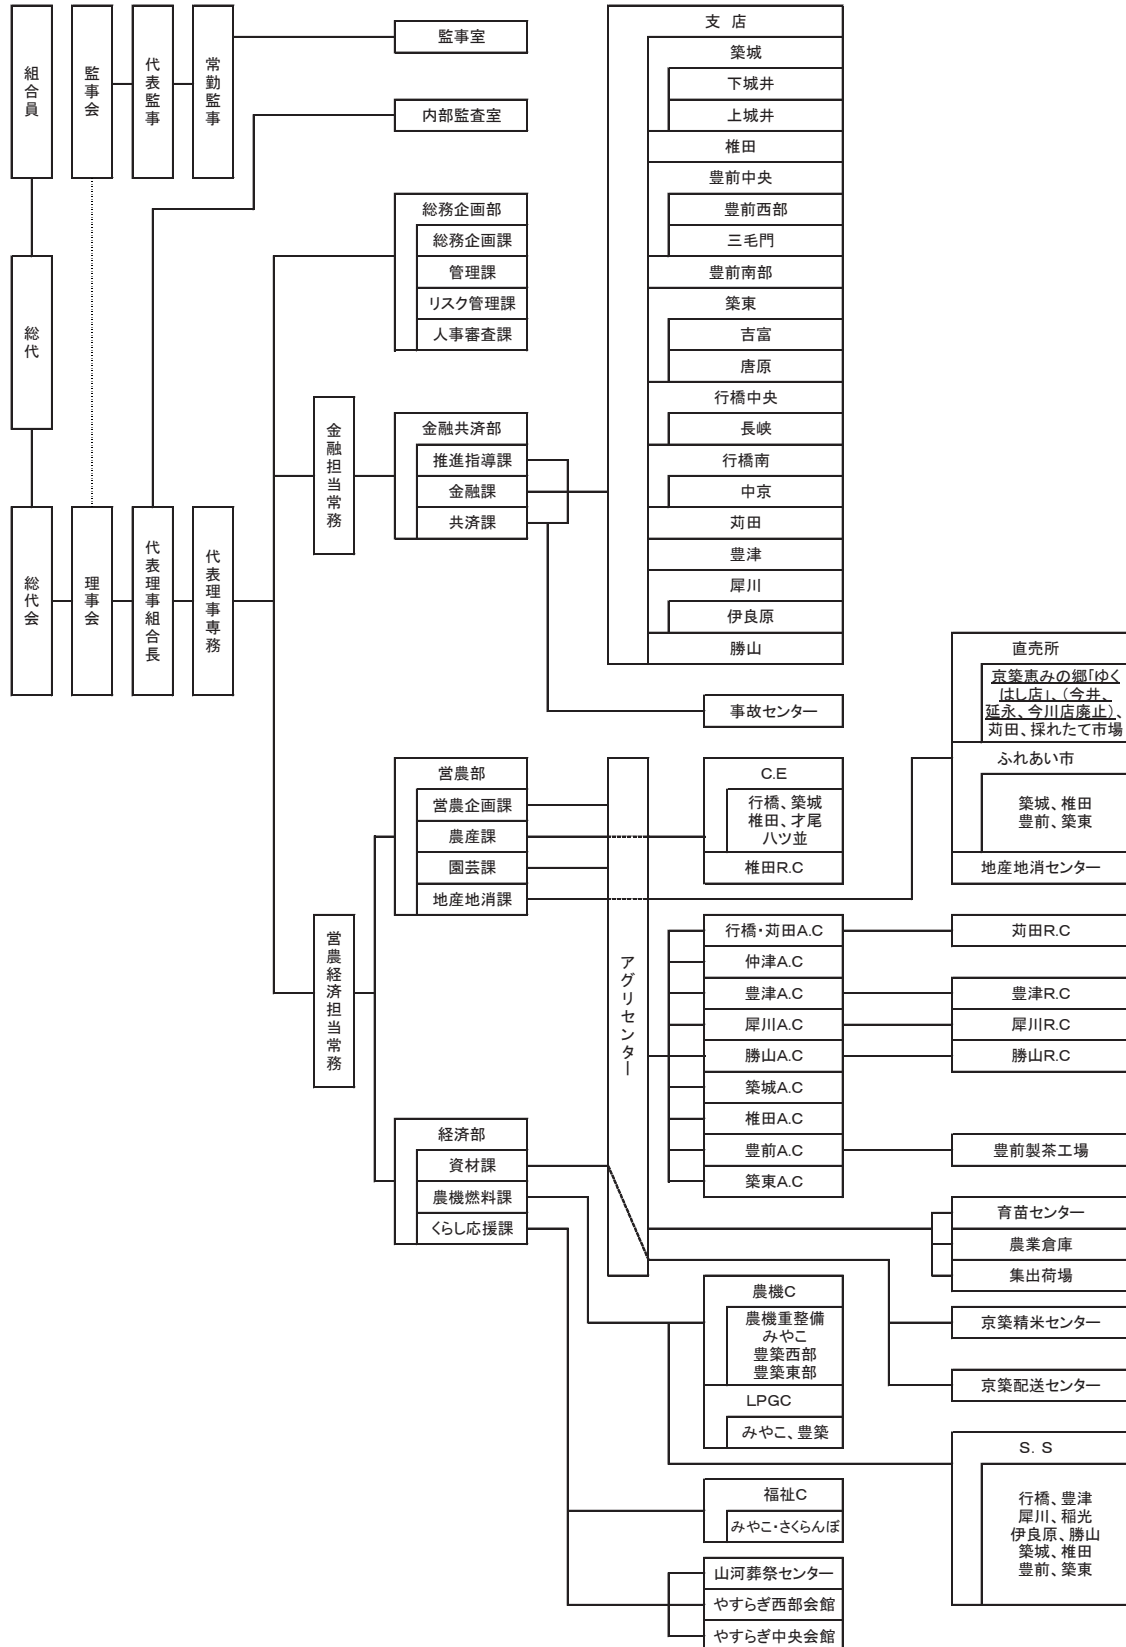 組合員
監事会
代表監事
常勤監事
総代
総代会
理事会
代表理事組合長
代表理事専務
監事室
内部監査室
総務企画部
総務企画課
管理課
リスク管理課
人事審査課
金融担当常務
金融共済部
推進指導課
金融課
共済課
支 店
築城
下城井
上城井
椎田
豊前中央
豊前西部
三毛門
豊前南部
築東
吉富
唐原
行橋中央
長峡
行橋南
中京
苅田
豊津
犀川
伊良原
勝山
事故センター
営農経済担当常務
営農部
営農企画課
農産課
園芸課
地産地消課
経済部
資材課
農機燃料課
くらし応援課
アグリセンター
C.E
行橋、築城
椎田、才尾
八ツ並
椎田R.C
行橋・苅田A.C
仲津A.C
豊津A.C
犀川A.C
勝山A.C
築城A.C
椎田A.C
豊前A.C
築東A.C
農機C
農機重整備
みやこ
豊築西部
豊築東部
LPGC
みやこ、豊築
福祉C
みやこ・さくらんぼ
山河葬祭センター
やすらぎ西部会館
やすらぎ中央会館
直売所
京築恵みの郷「ゆく
はし店」、（今井、
延永、今川店廃止）、
苅田、採れたて市場
ふれあい市
築城、椎田
豊前、築東
地産地消センター
苅田R.C
豊津R.C
犀川R.C
勝山R.C
豊前製茶工場
育苗センター
農業倉庫
集出荷場
京築精米センター
京築配送センター
S. S
行橋、豊津
犀川、稲光
伊良原、勝山
築城、椎田
豊前、築東